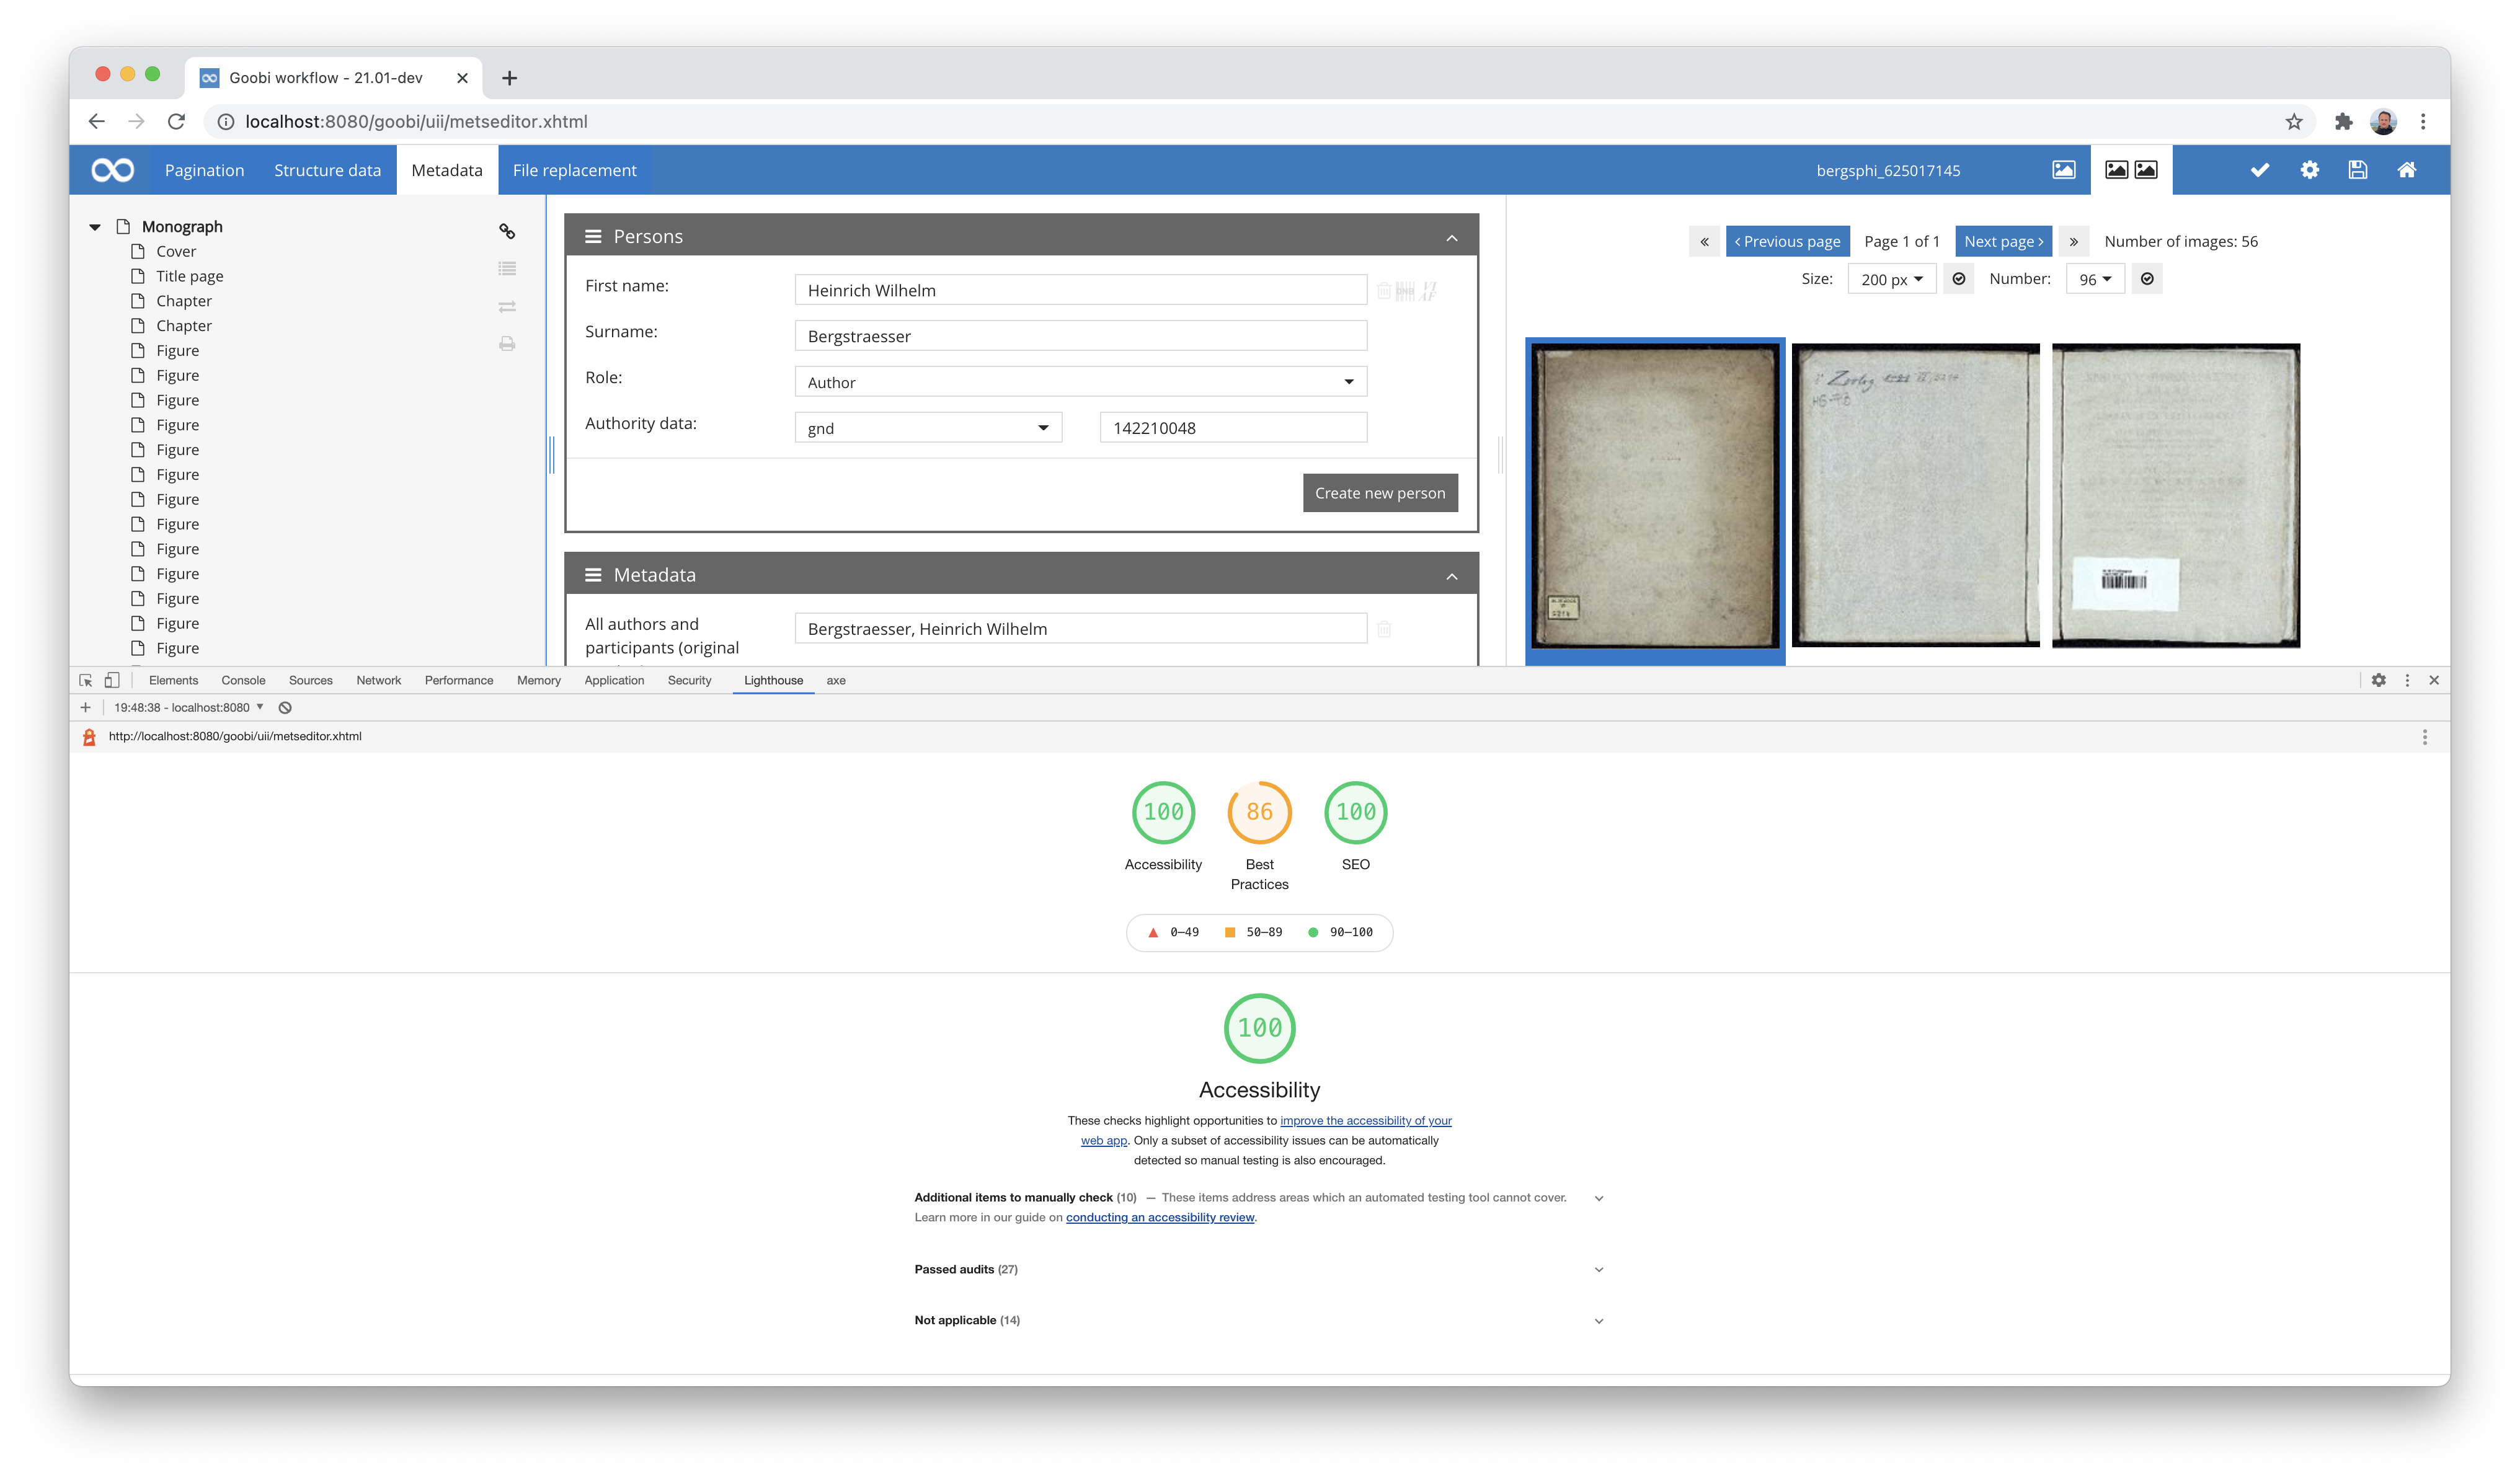 Goobi workflow - 21.01-dev
localhost:8080/goobi/uii/metseditor.xhtml
Pagination
Structure data
Metadata
File replacement
bergsphi_625017145
Monograph
Cover
Title page
Chapter
Chapter
Figure
Figure
Figure
Figure
Figure
Figure
Figure
Figure
Figure
Figure
Figure
Figure
Figure
Persons
First name:
Heinrich Wilhelm
Surname:
Bergstraesser
Role:
Author
Authority data:
gnd
142210048
Create new person
Metadata
All authors and
participants (original
Bergstraesser, Heinrich Wilhelm
« ‹ Previous page Page 1 of 1 Next page › » Number of images: 56
Size: 200 px Number: 96
Elements Console Sources Network Performance Memory Application Security Lighthouse axe
19:48:38 - localhost:8080
http://localhost:8080/goobi/uii/metseditor.xhtml
100
Accessibility
86
Best
Practices
100
SEO
0–49 50–89 90–100
100
Accessibility
These checks highlight opportunities to improve the accessibility of your
web app. Only a subset of accessibility issues can be automatically
detected so manual testing is also encouraged.
Additional items to manually check (10) — These items address areas which an automated testing tool cannot cover.
Learn more in our guide on conducting an accessibility review.
Passed audits (27)
Not applicable (14)